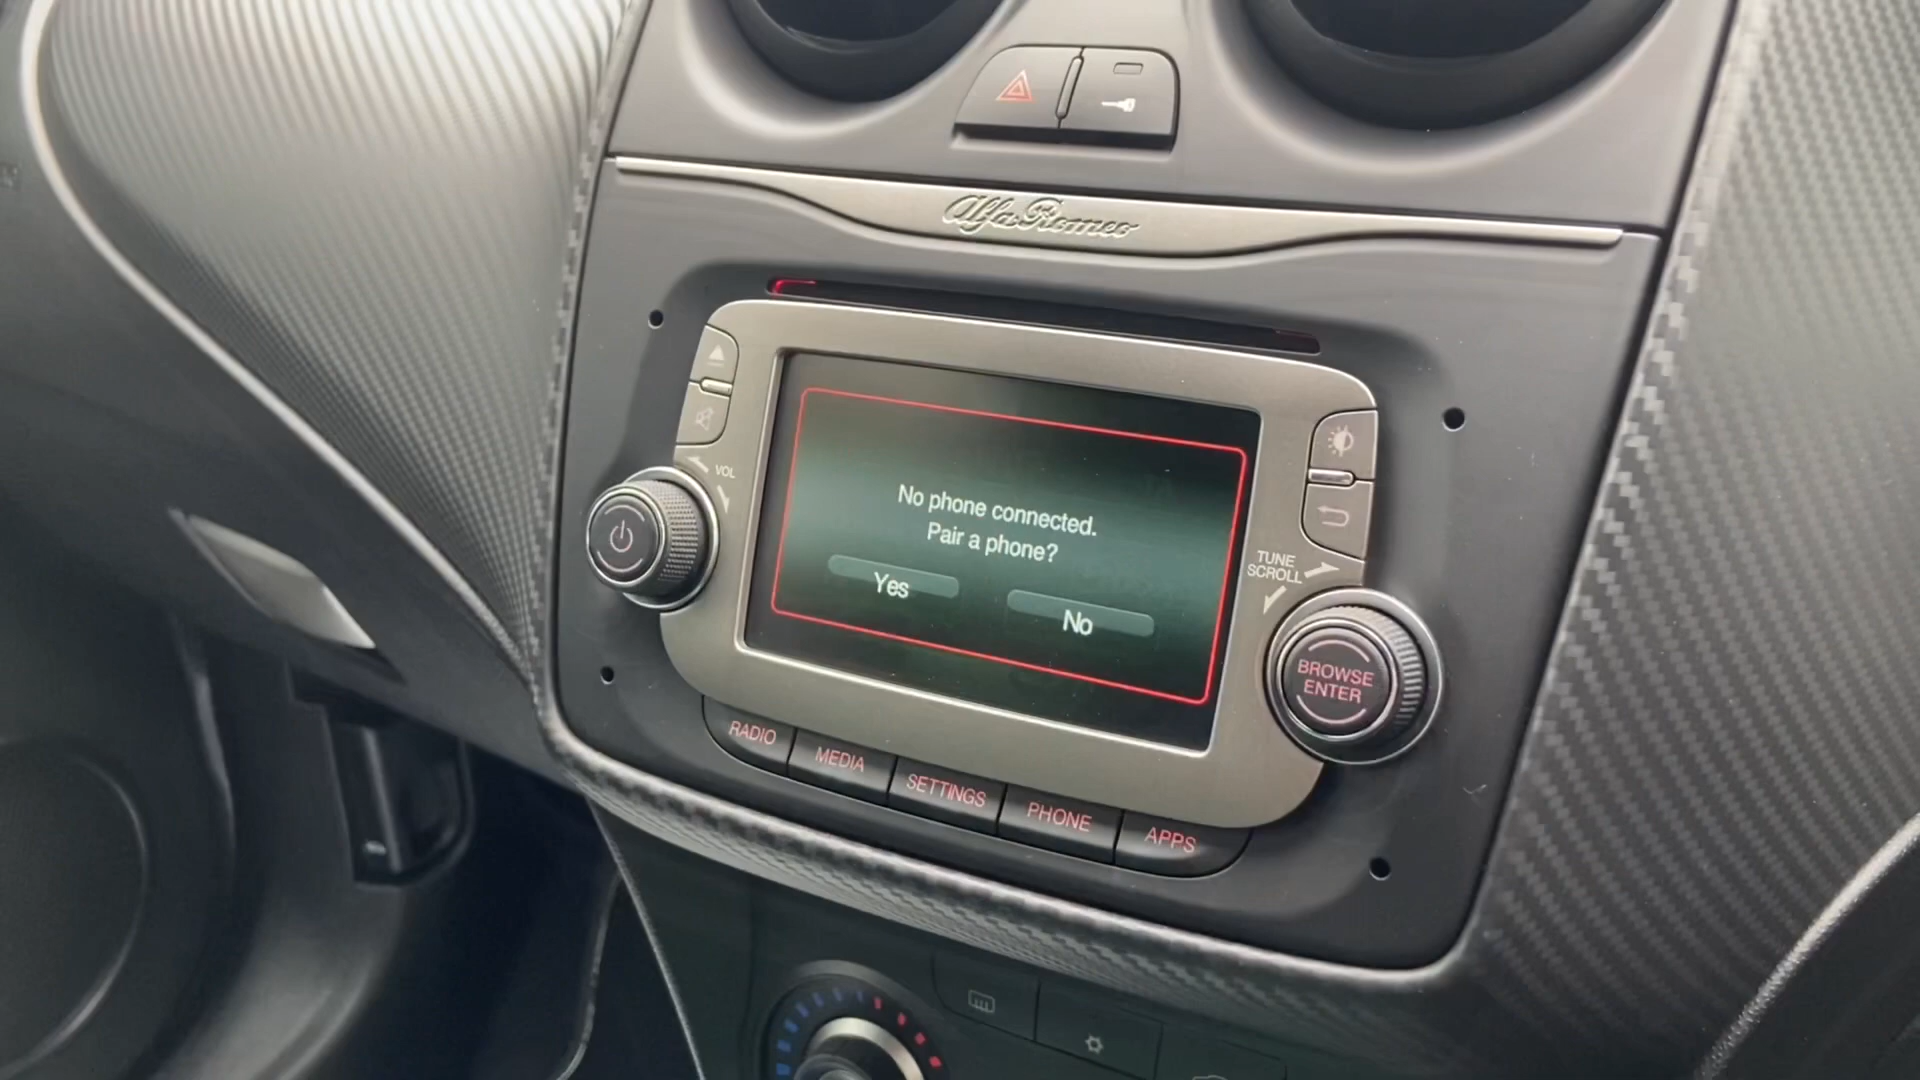 Alfa Romeo
VOL
No phone connected.
Pair a phone?
Yes
No
TUNE
SCROLL
BROWSE
ENTER
RADIO
MEDIA
SETTINGS
PHONE
APPS